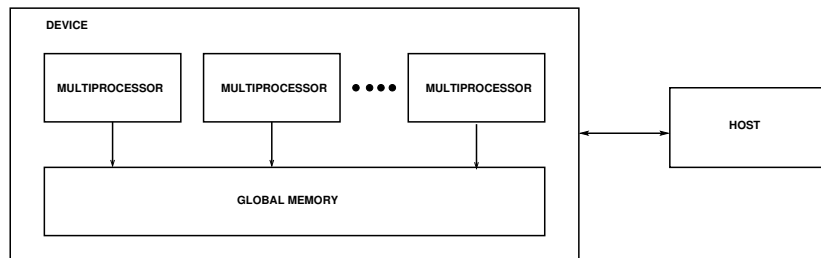 DEVICE
MULTIPROCESSOR
MULTIPROCESSOR
MULTIPROCESSOR
HOST
GLOBAL MEMORY